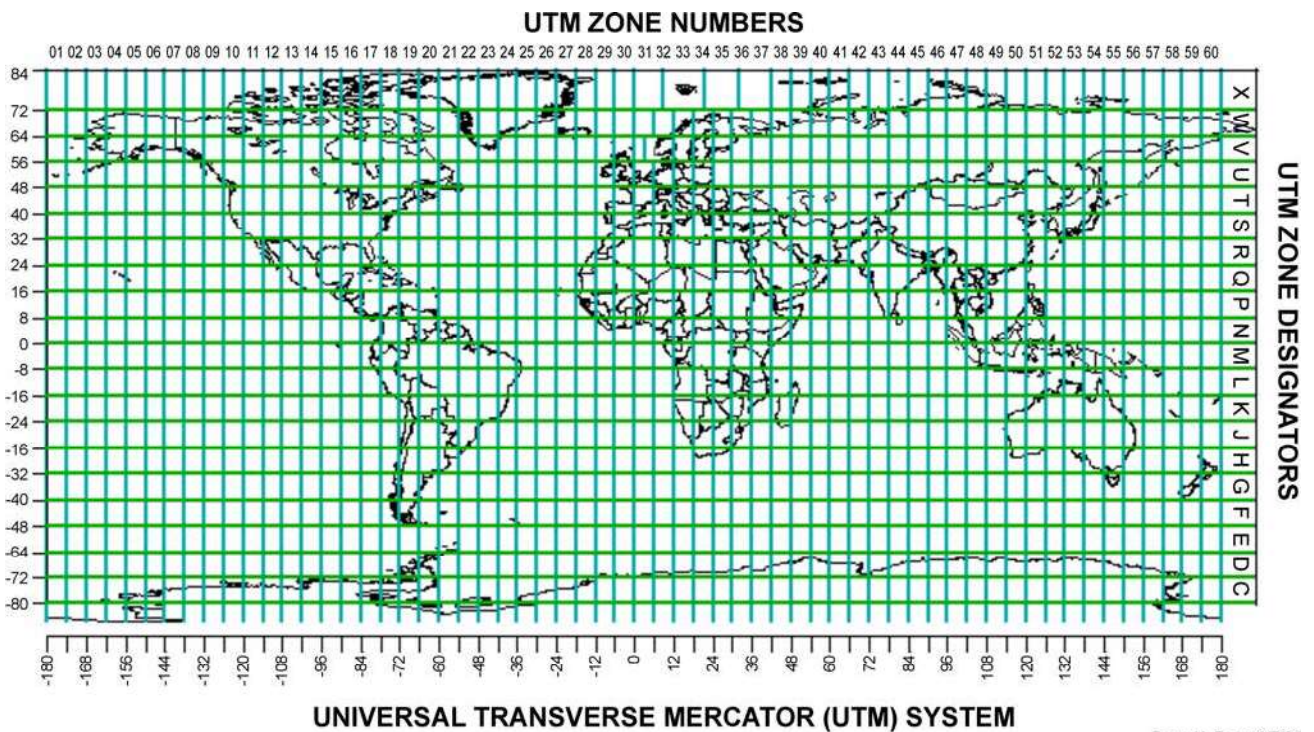 UTM ZONE NUMBERS
01 02 03 04 05 06 07 08 09 10 11 12 13 14 15 16 17 18 19 20 21 22 23 24 25 26 27 28 29 30 31 32 33 34 35 36 37 38 39 40 41 42 43 44 45 46 47 48 49 50 51 52 53 54 55 56 57 58 59 60
84
X
72
W
64
V
56
U
48
T
40
S
32
R
24
Q
16
P
8
N
0
M
-8
L
-16
K
-24
J
-16
H
-32
G
-40
F
-48
E
-64
D
-72
C
-80
UTM ZONE DESIGNATORS
-180 -168 -155 -144 -132 -120 -108 -96 -84 -72 -60 -48 -36 -24 -12 0 12 24 36 48 60 72 84 96 108 120 132 144 156 168 180
UNIVERSAL TRANSVERSE MERCATOR (UTM) SYSTEM